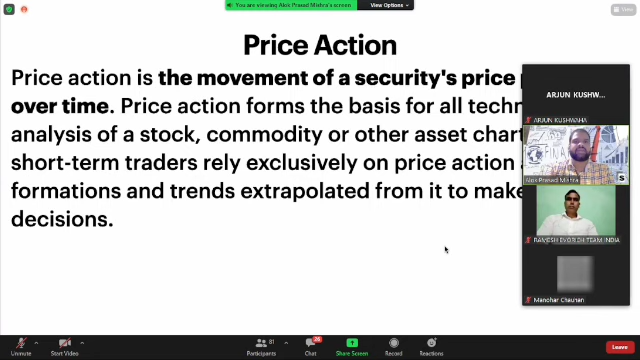 You are viewing Alok Prasad Mishra's screen
View Options
View
Price Action
Price action is the movement of a security's price
over time. Price action forms the basis for all techn
analysis of a stock, commodity or other asset chart
short-term traders rely exclusively on price action
formations and trends extrapolated from it to make
decisions.
ARJUN KUSHW...
ARJUN KUSHWAHA
Alok Prasad Mishra
RAMESH EVORICH TEAM INDIA
Manohar Chauhan
Unmute
Start Video
81
Participants
Chat
Share Screen
Record
Reactions
Leave